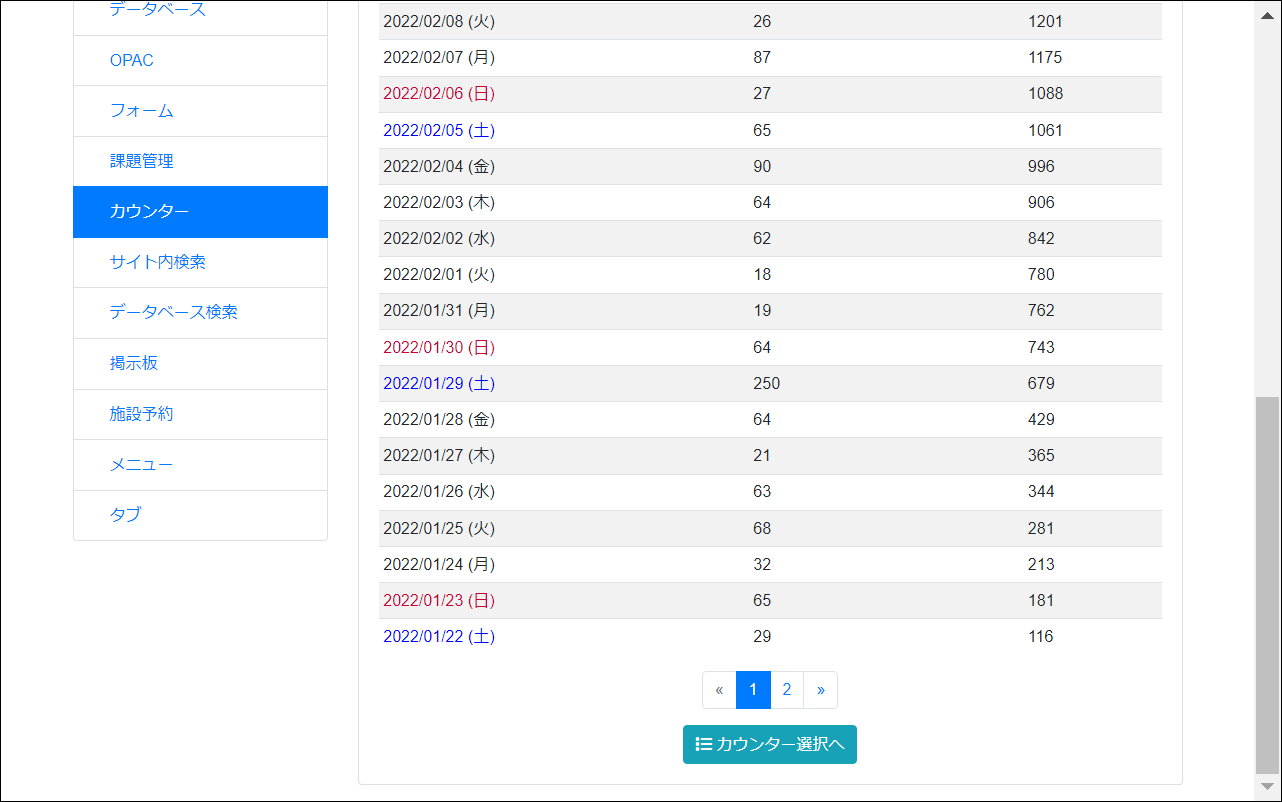 データベース
OPAC
フォーム
課題管理
カウンター
サイト内検索
データベース検索
掲示板
施設予約
メニュー
タブ
2022/02/08 (火) 26 1201
2022/02/07 (月) 87 1175
2022/02/06 (日) 27 1088
2022/02/05 (土) 65 1061
2022/02/04 (金) 90 996
2022/02/03 (木) 64 906
2022/02/02 (水) 62 842
2022/02/01 (火) 18 780
2022/01/31 (月) 19 762
2022/01/30 (日) 64 743
2022/01/29 (土) 250 679
2022/01/28 (金) 64 429
2022/01/27 (木) 21 365
2022/01/26 (水) 63 344
2022/01/25 (火) 68 281
2022/01/24 (月) 32 213
2022/01/23 (日) 65 181
2022/01/22 (土) 29 116
« 1 2 »
カウンター選択へ